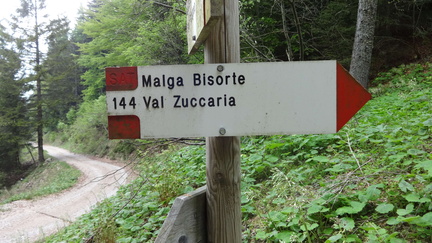 SAT Malga Bisorte
144 Val Zuccaria